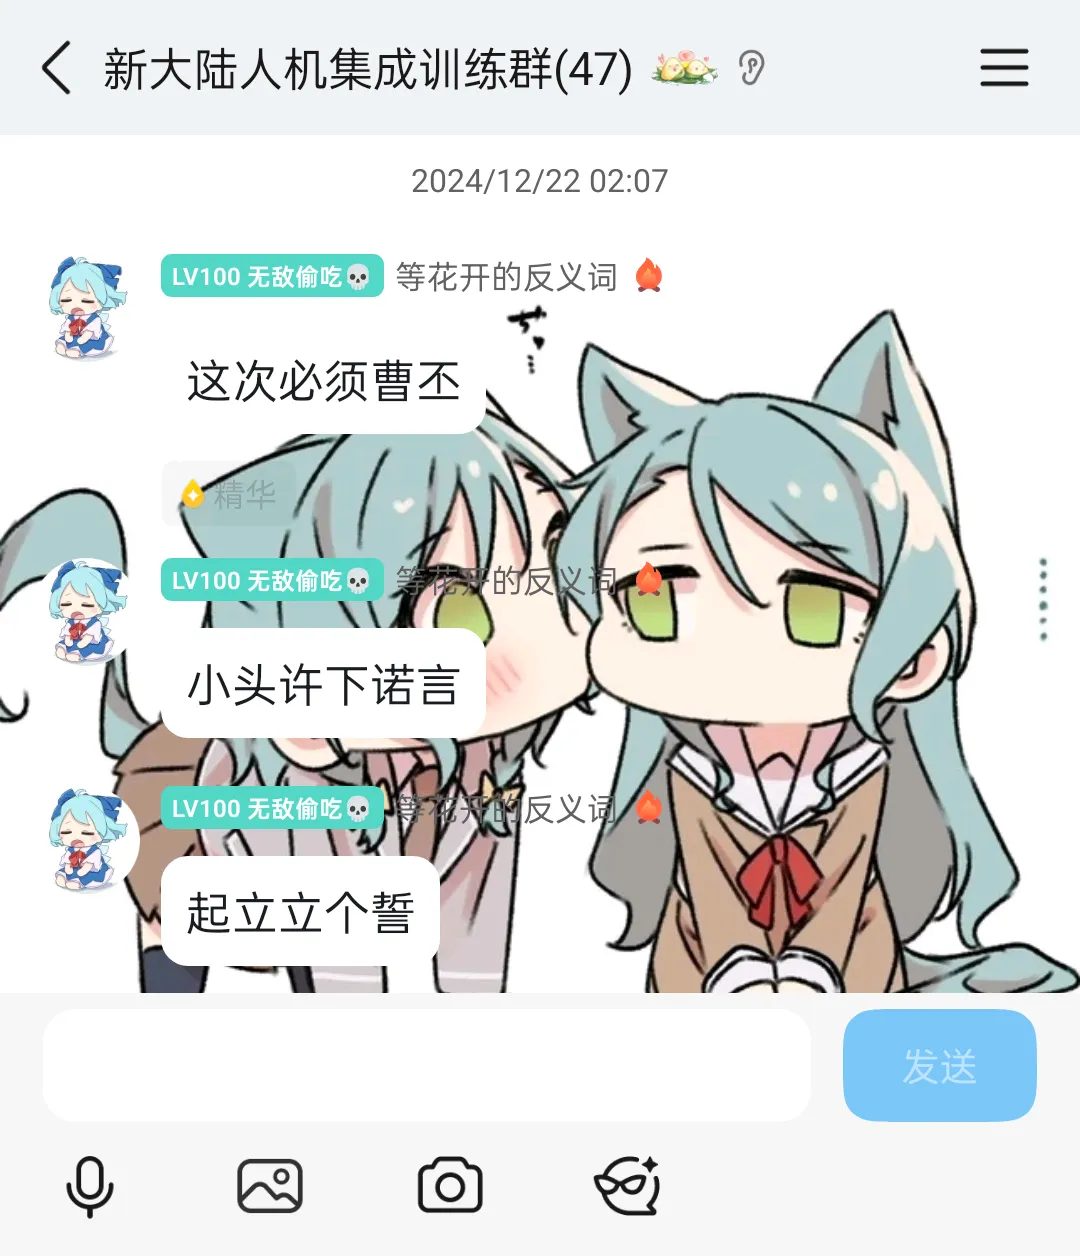 新大陆人机集成训练群(47)
2024/12/22 02:07
LV100 无敌偷吃💀 等花开的反义词 🔥
这次必须曹丕
精华
LV100 无敌偷吃💀 等花开的反义词 🔥
小头许下诺言
LV100 无敌偷吃💀 等花开的反义词 🔥
起立立个誓
发送